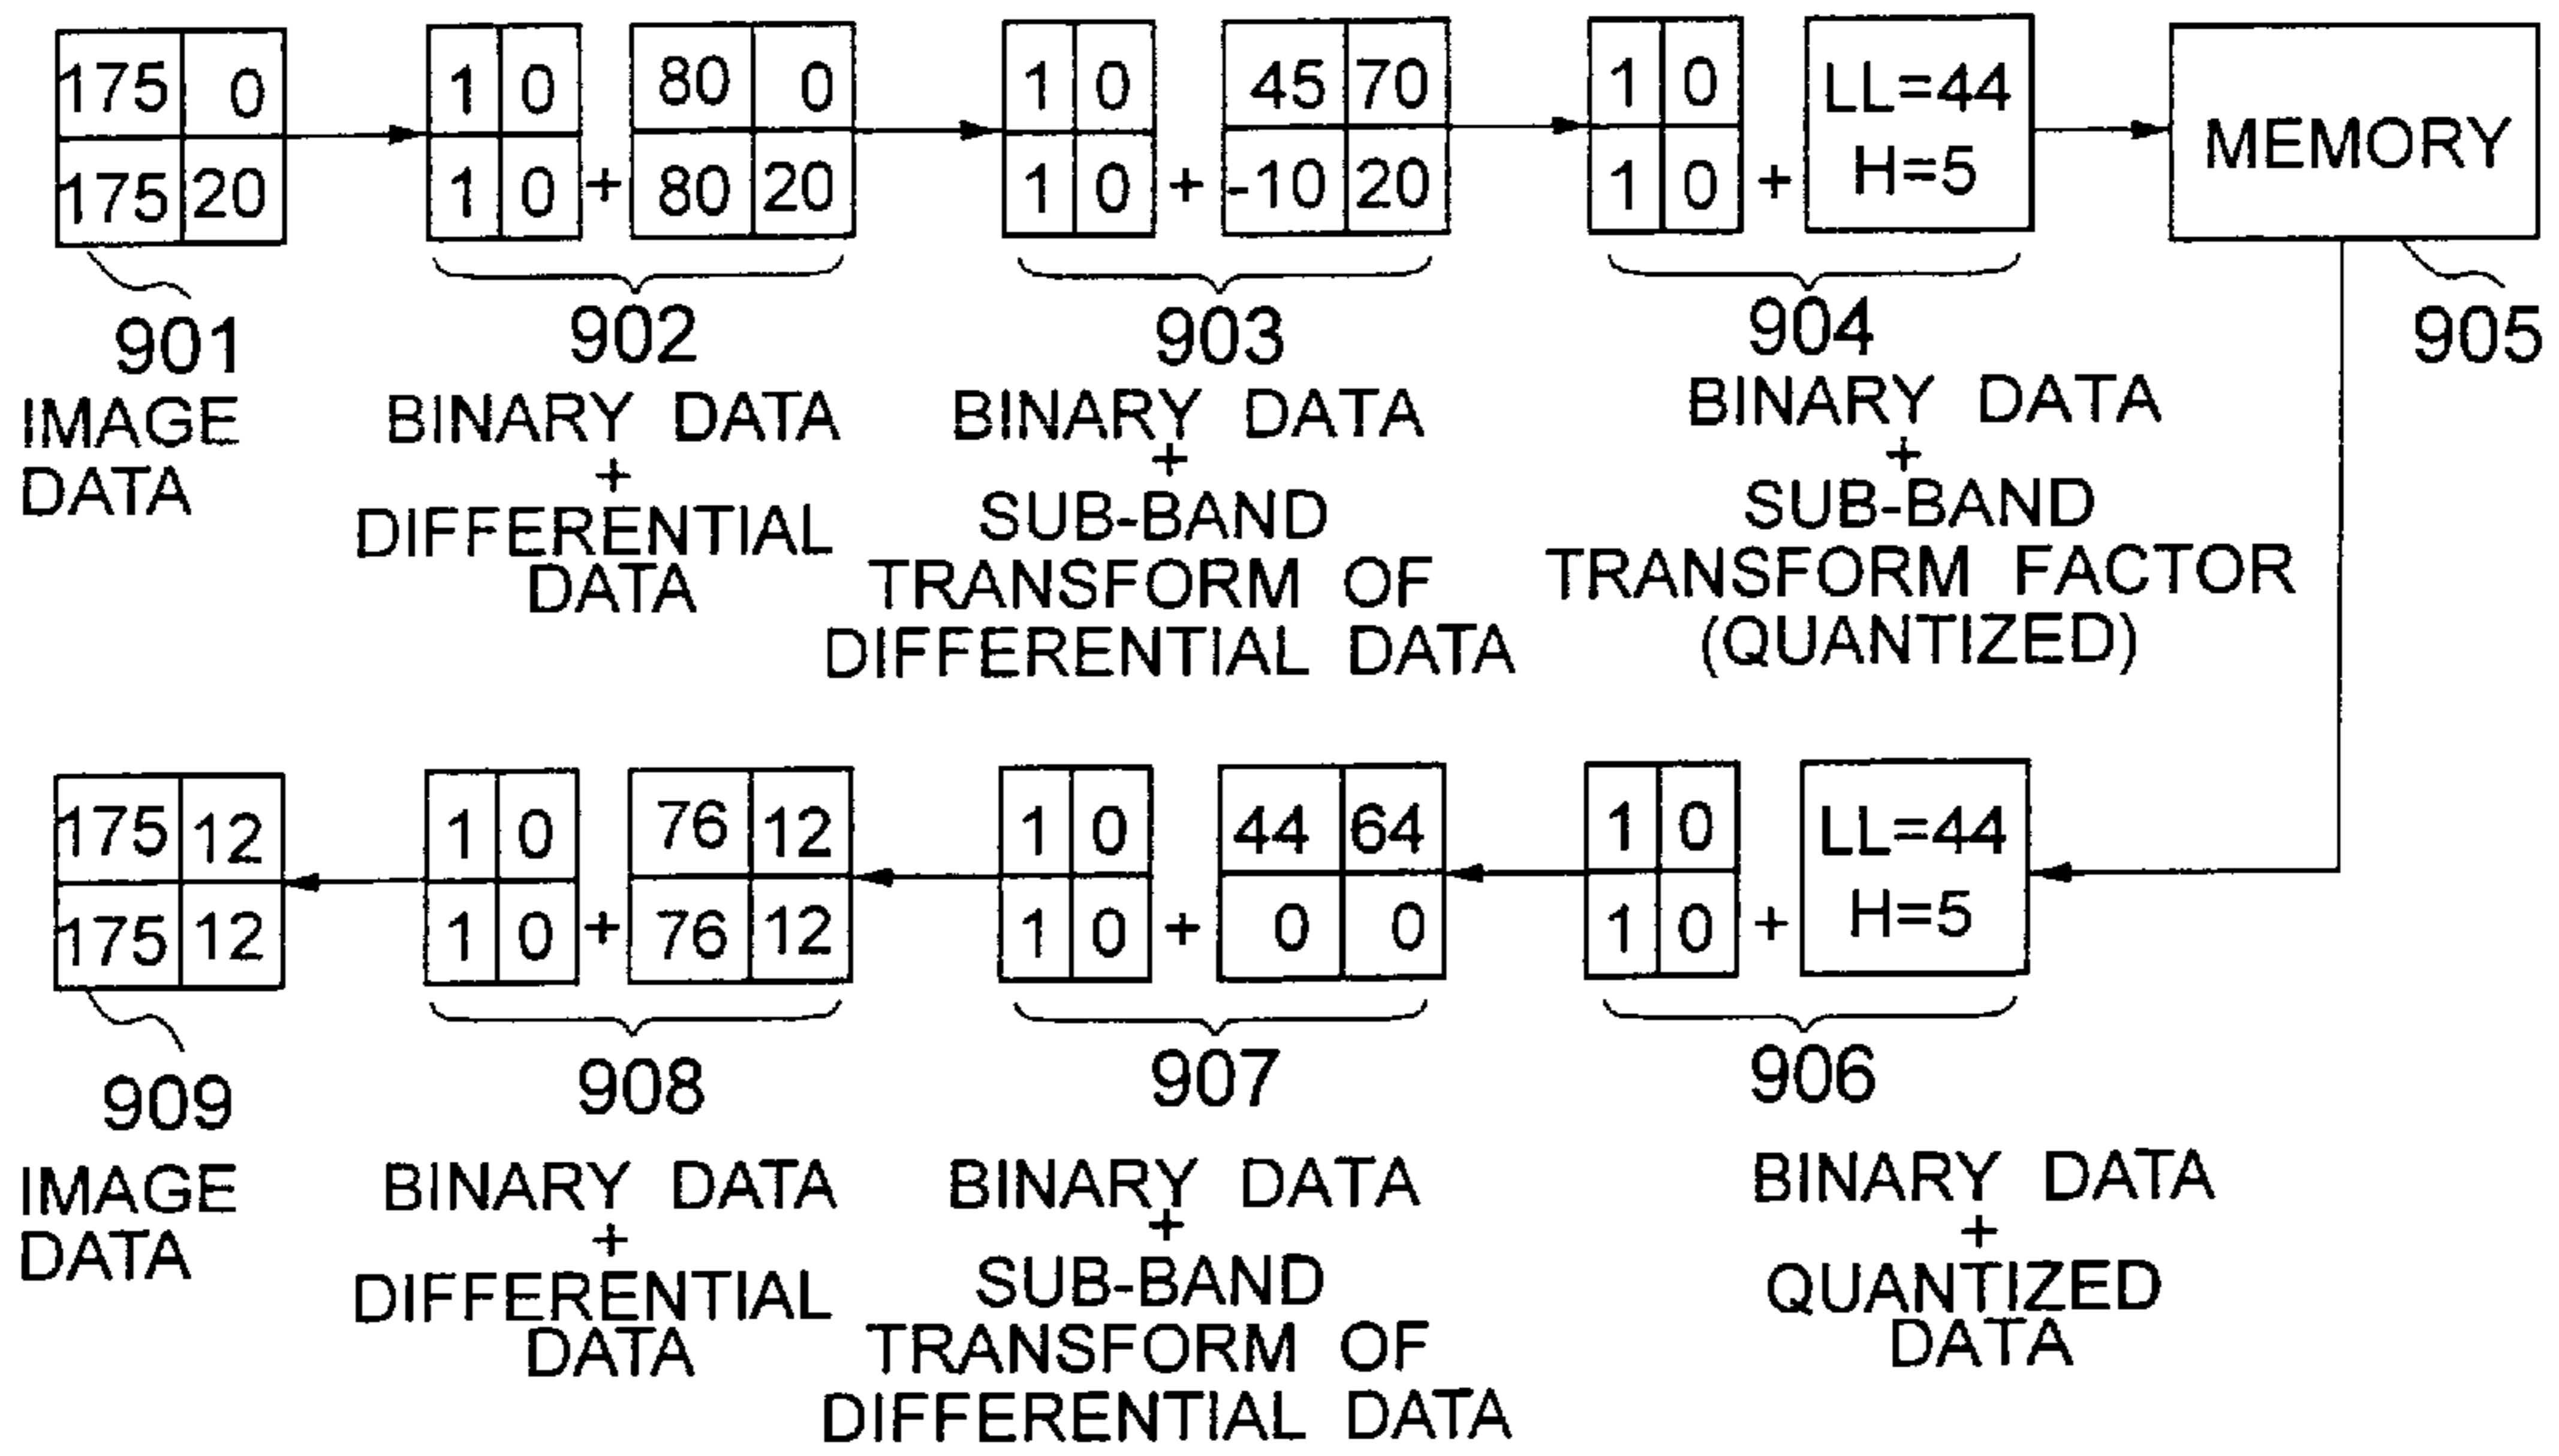 175 0 1 0 80 0 1 0 45 70 1 0 LL=44
175 20 1 0 + 80 20 1 0 + -10 20 1 0 + H=5
MEMORY
901 902 903 904 905
IMAGE
DATA
BINARY DATA
+
DIFFERENTIAL
DATA
BINARY DATA
+
SUB-BAND
TRANSFORM OF
DIFFERENTIAL DATA
BINARY DATA
+
SUB-BAND
TRANSFORM FACTOR
(QUANTIZED)
175 12 1 0 76 12 1 0 44 64 1 0 LL=44
175 12 1 0 + 76 12 1 0 + 0 0 1 0 + H=5
909 908 907 906
IMAGE
DATA
BINARY DATA
+
DIFFERENTIAL
DATA
BINARY DATA
+
SUB-BAND
TRANSFORM OF
DIFFERENTIAL DATA
BINARY DATA
+
QUANTIZED
DATA